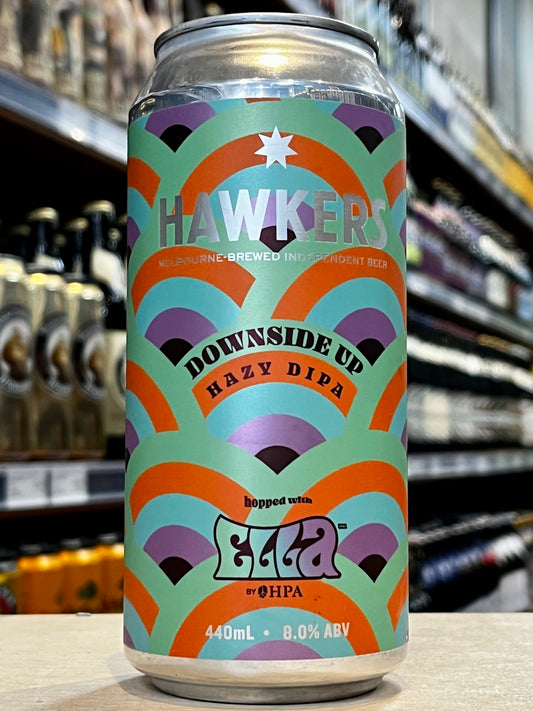 HAWKERS
MELBOURNE-BREWED INDEPENDENT BEER
DOWNSIDE UP
HAZY DIPA
hopped with
ELLa
BY HPA
440mL • 8.0% ABV